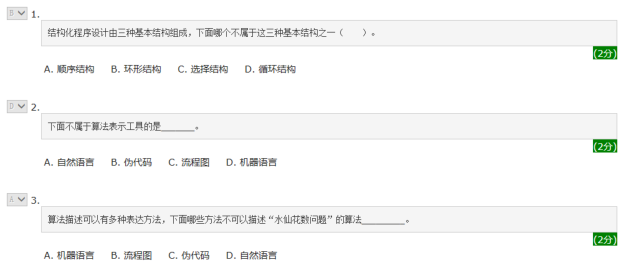 B 1.
结构化程序设计由三种基本结构组成，下面哪个不属于这三种基本结构之一（ ）。
(2分)
A. 顺序结构 B. 环形结构 C. 选择结构 D. 循环结构
D 2.
下面不属于算法表示工具的是_______。
(2分)
A. 自然语言 B. 伪代码 C. 流程图 D. 机器语言
A 3.
算法描述可以有多种表达方法，下面哪些方法不可以描述“水仙花数问题”的算法_________。
(2分)
A. 机器语言 B. 流程图 C. 伪代码 D. 自然语言